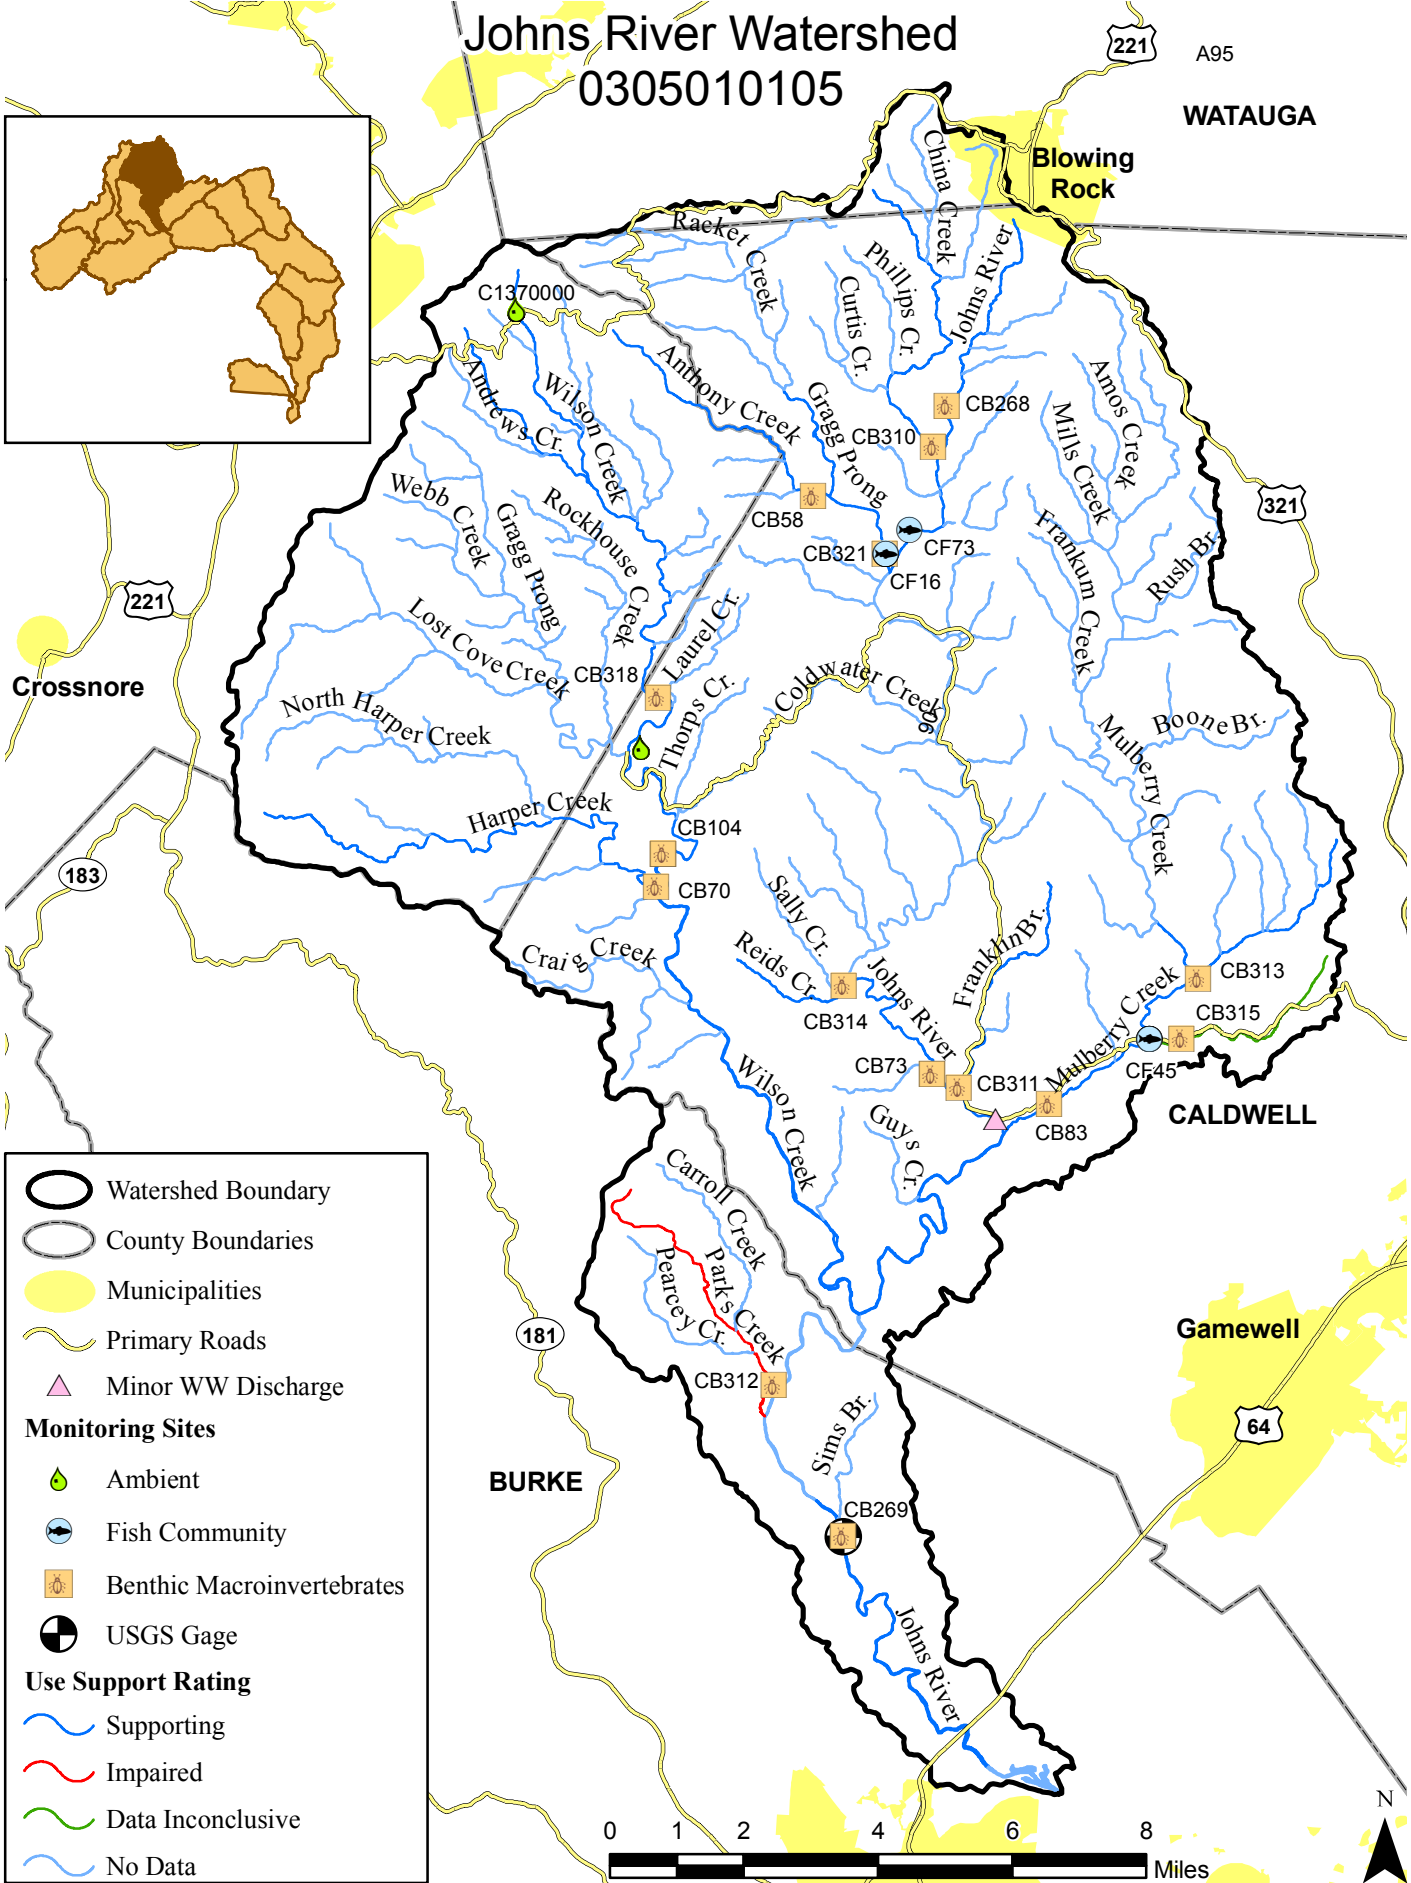 Johns River Watershed
0305010105
221
A95
WATAUGA
Blowing
Rock
China Creek
Racket Creek
Phillips Cr.
Johns River
Curtis Cr.
C1370000
Anthony Creek
Wilson Creek
Andrews Cr.
Gragg Prong
Amos Creek
Mills Creek
CB268
CB310
Webb Creek
Rockhouse Creek
Gragg Prong
CB58
321
CB321
CF73
CF16
Frankum Creek
Rush Br.
221
Lost Cove Creek
Laurel Cr.
CB318
Crossnore
North Harper Creek
Thorps Cr.
Coldwater Creek
90
Mulberry Creek
Boone Br.
Harper Creek
CB104
183
CB70
Sally Cr.
Craig Creek
Reids Cr.
Johns River
Franklin Br.
CB313
CB314
Mulberry Creek
CB315
CB73
CB311
CF45
Wilson Creek
CB83
CALDWELL
Guys Cr.
Carroll Creek
Parks Creek
Pearcey Cr.
181
Gamewell
CB312
64
Sims Br.
BURKE
CB269
Johns River
Watershed Boundary
County Boundaries
Municipalities
Primary Roads
Minor WW Discharge
Monitoring Sites
Ambient
Fish Community
Benthic Macroinvertebrates
USGS Gage
Use Support Rating
Supporting
Impaired
Data Inconclusive
No Data
0 1 2 4 6 8
Miles
N